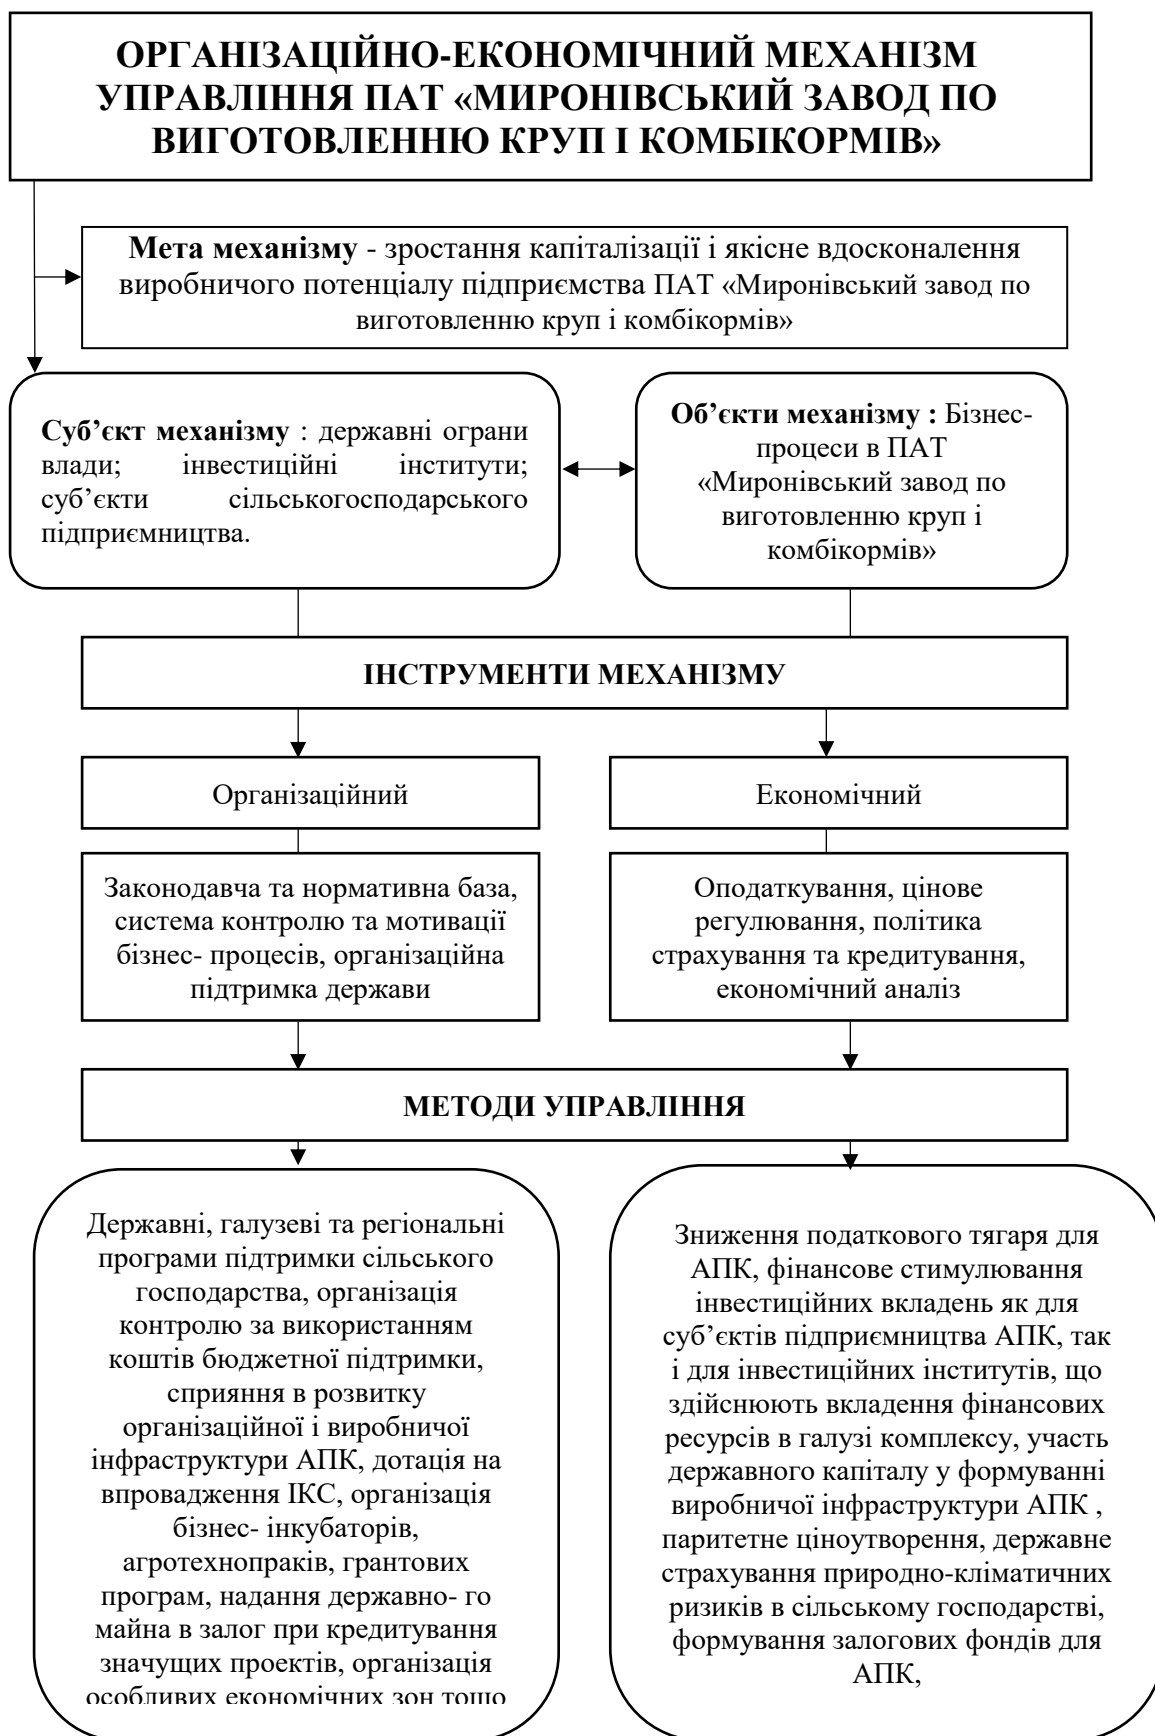 ОРГАНІЗАЦІЙНО-ЕКОНОМІЧНИЙ МЕХАНІЗМ
УПРАВЛІННЯ ПАТ «МИРОНІВСЬКИЙ ЗАВОД ПО
ВИГОТОВЛЕННЮ КРУП І КОМБІКОРМІВ»
Мета механізму - зростання капіталізації і якісне вдосконалення
виробничого потенціалу підприємства ПАТ «Миронівський завод по
виготовленню круп і комбікормів»
Суб’єкт механізму : державні ограни
влади; інвестиційні інститути;
суб’єкти сільськогосподарського
підприємництва.
Об’єкти механізму : Бізнес-
процеси в ПАТ
«Миронівський завод по
виготовленню круп і
комбікормів»
ІНСТРУМЕНТИ МЕХАНІЗМУ
Організаційний
Економічний
Законодавча та нормативна база,
система контролю та мотивації
бізнес- процесів, організаційна
підтримка держави
Оподаткування, цінове
регулювання, політика
страхування та кредитування,
економічний аналіз
МЕТОДИ УПРАВЛІННЯ
Державні, галузеві та регіональні
програми підтримки сільського
господарства, організація
контролю за використанням
коштів бюджетної підтримки,
сприяння в розвитку
організаційної і виробничої
інфраструктури АПК, дотація на
впровадження ІКС, організація
бізнес- інкубаторів,
агротехнопраків, грантових
програм, надання державно- го
майна в залог при кредитування
значущих проектів, організація
особливих економічних зон тощо
Зниження податкового тягаря для
АПК, фінансове стимулювання
інвестиційних вкладень як для
суб’єктів підприємництва АПК, так
і для інвестиційних інститутів, що
здійснюють вкладення фінансових
ресурсів в галузі комплексу, участь
державного капіталу у формуванні
виробничої інфраструктури АПК ,
паритетне ціноутворення, державне
страхування природно-кліматичних
ризиків в сільському господарстві,
формування залогових фондів для
АПК,